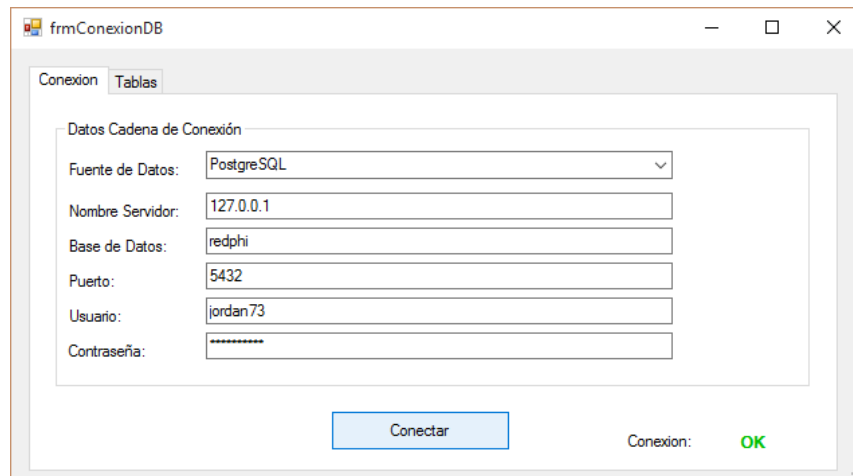 frmConexionDB
Conexion Tablas
Datos Cadena de Conexión
Fuente de Datos: PostgreSQL
Nombre Servidor: 127.0.0.1
Base de Datos: redphi
Puerto: 5432
Usuario: jordan73
Contraseña: **********
Conectar
Conexion: OK